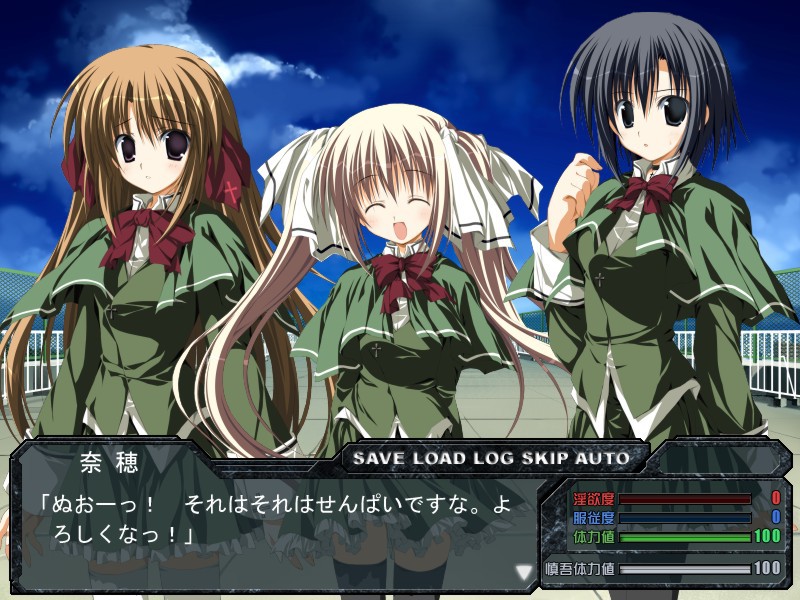 奈穂
SAVE LOAD LOG SKIP AUTO
「ぬおーっ！　それはそれはせんぱいですな。よ
ろしくなっ！」
淫欲度 0
服従度 0
体力値 100
慎吾体力値 100